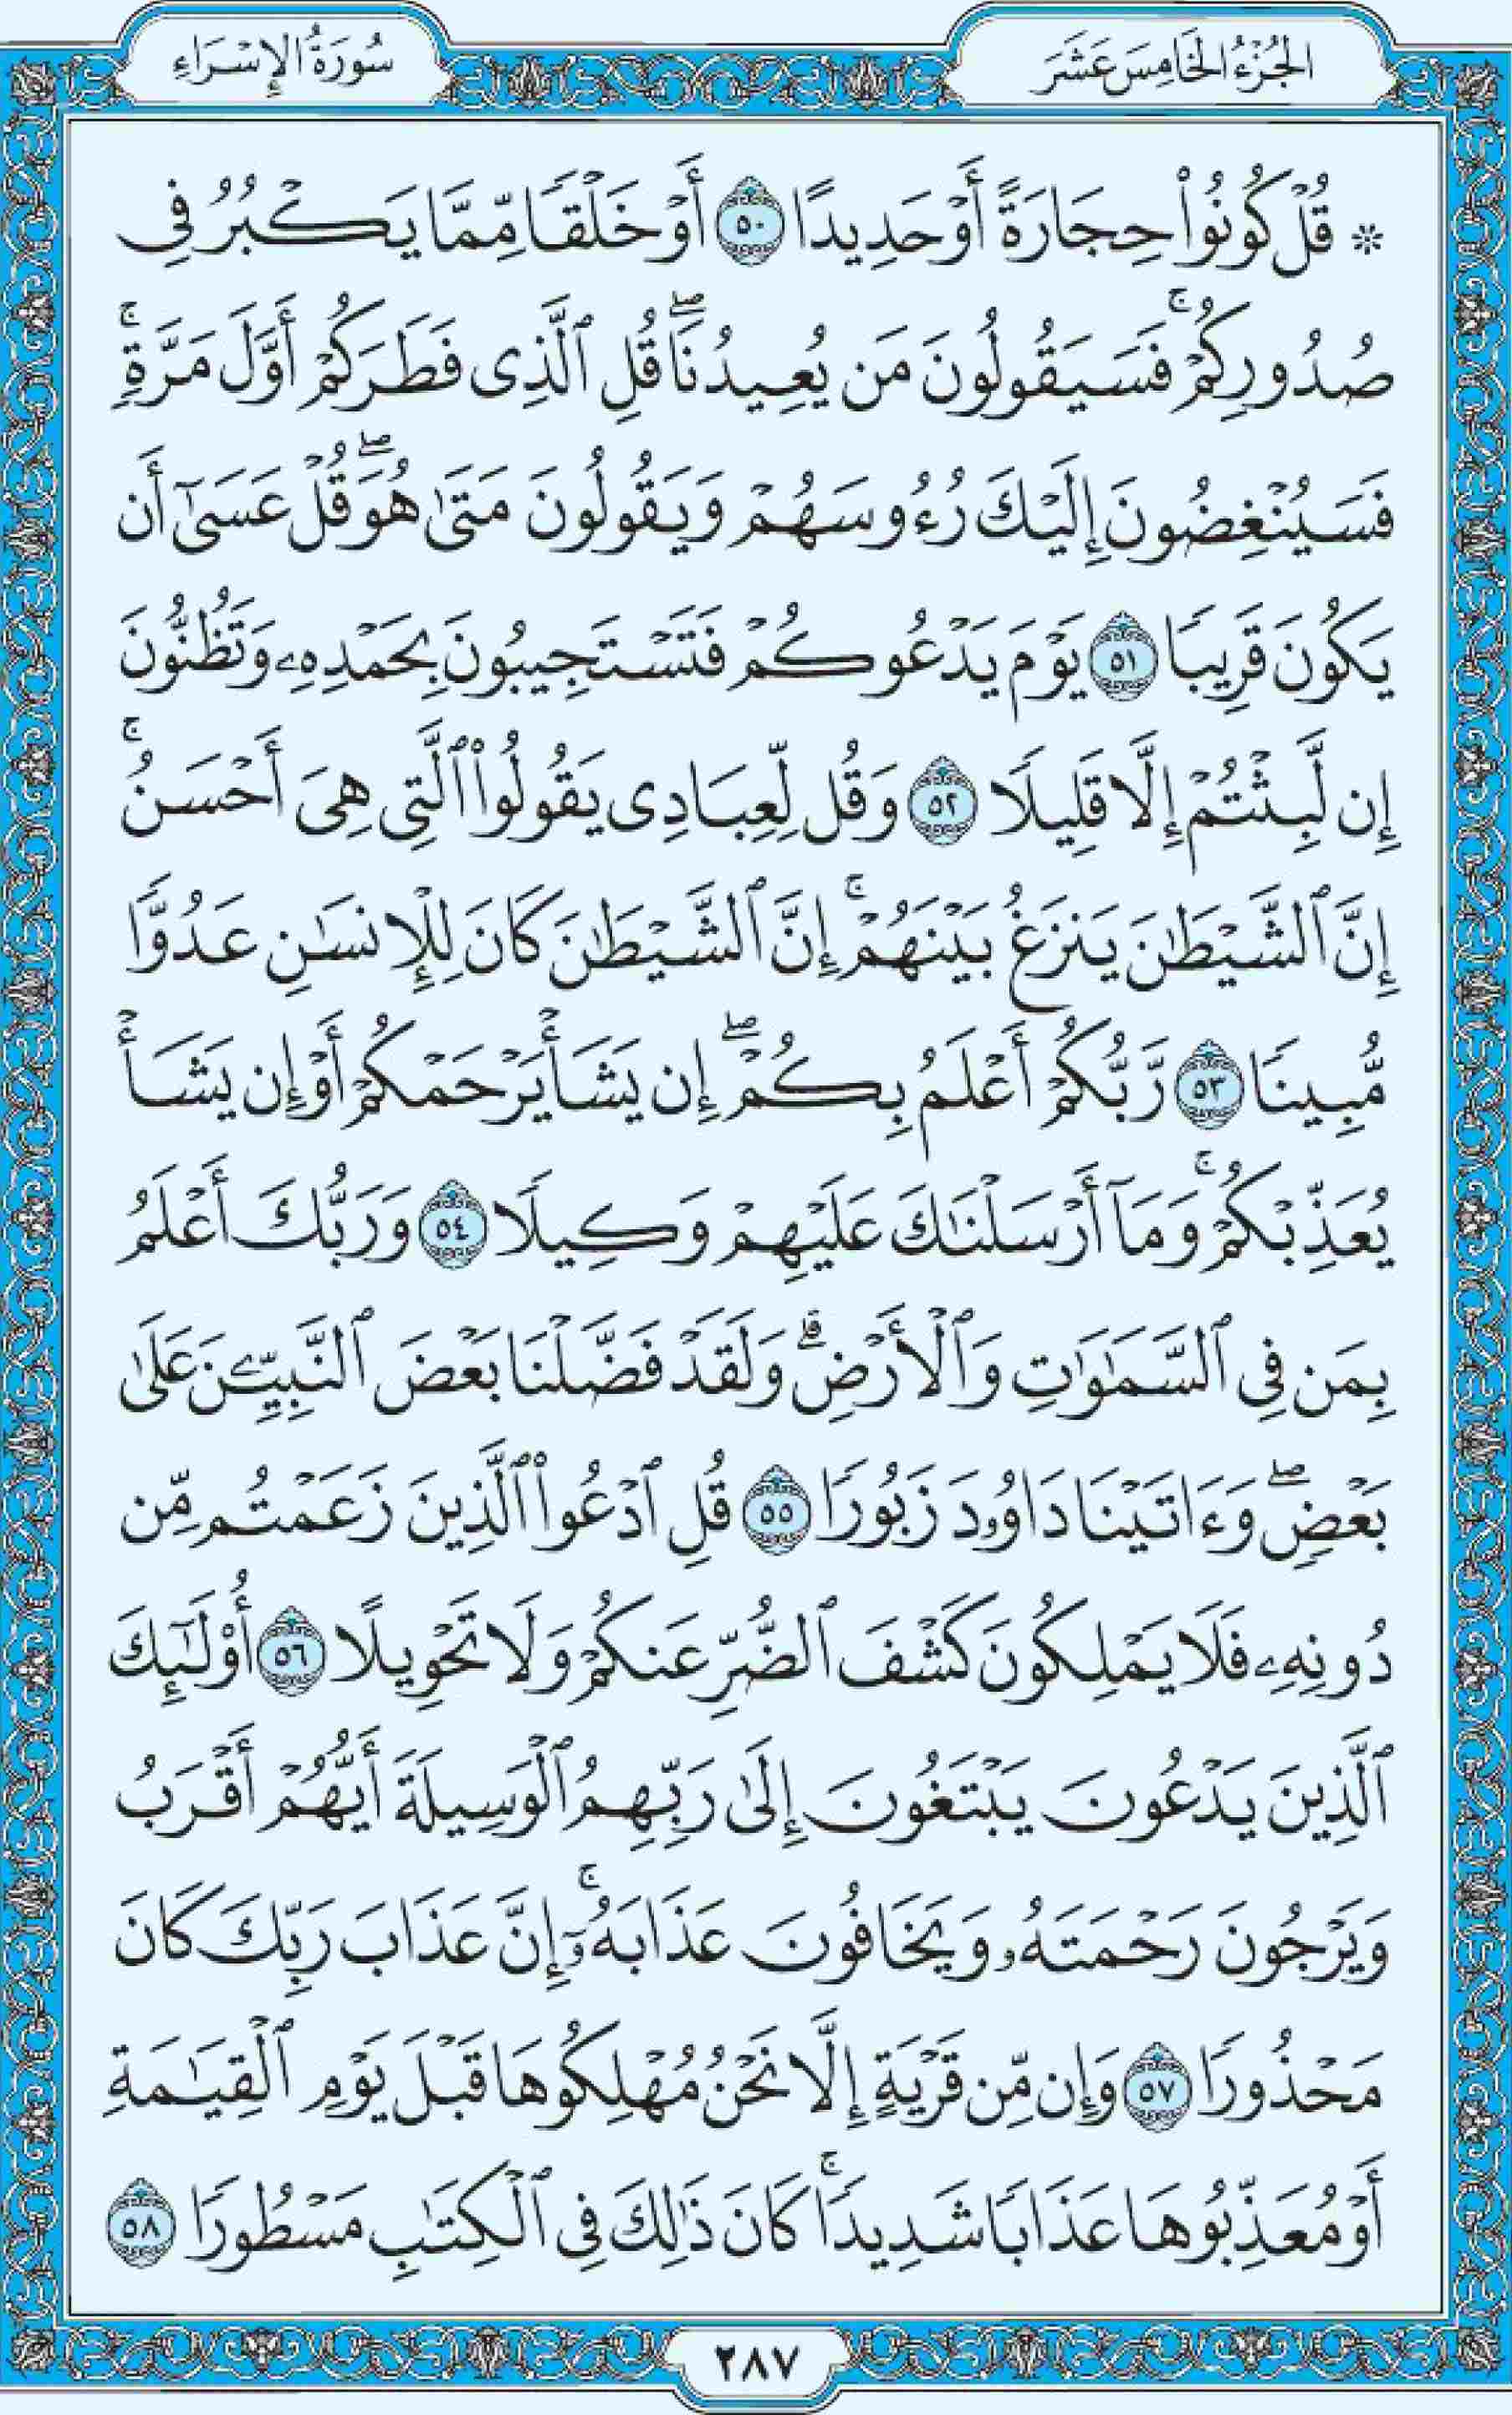 الجُزْءُ الخَامِسَ عَشَرَ
سُورَةُ الإِسْرَاءِ
۞ قُلْ كُونُوا۟ حِجَارَةً أَوْ حَدِيدًا ٥٠ أَوْ خَلْقًا مِّمَّا يَكْبُرُ فِى
صُدُورِكُمْ ۚ فَسَيَقُولُونَ مَن يُعِيدُنَا ۖ قُلِ ٱلَّذِى فَطَرَكُمْ أَوَّلَ مَرَّةٍ ۚ
فَسَيُنْغِضُونَ إِلَيْكَ رُءُوسَهُمْ وَيَقُولُونَ مَتَىٰ هُوَ ۖ قُلْ عَسَىٰٓ أَن
يَكُونَ قَرِيبًا ٥١ يَوْمَ يَدْعُوكُمْ فَتَسْتَجِيبُونَ بِحَمْدِهِۦ وَتَظُنُّونَ
إِن لَّبِثْتُمْ إِلَّا قَلِيلًا ٥٢ وَقُل لِّعِبَادِى يَقُولُوا۟ ٱلَّتِى هِىَ أَحْسَنُ ۚ
إِنَّ ٱلشَّيْطَـٰنَ يَنزَغُ بَيْنَهُمْ ۚ إِنَّ ٱلشَّيْطَـٰنَ كَانَ لِلْإِنسَـٰنِ عَدُوًّا
مُّبِينًا ٥٣ رَّبُّكُمْ أَعْلَمُ بِكُمْ ۖ إِن يَشَأْ يَرْحَمْكُمْ أَوْ إِن يَشَأْ
يُعَذِّبْكُمْ ۚ وَمَآ أَرْسَلْنَـٰكَ عَلَيْهِمْ وَكِيلًا ٥٤ وَرَبُّكَ أَعْلَمُ
بِمَن فِى ٱلسَّمَـٰوَٰتِ وَٱلْأَرْضِ ۗ وَلَقَدْ فَضَّلْنَا بَعْضَ ٱلنَّبِيِّـۧنَ عَلَىٰ
بَعْضٍ ۖ وَءَاتَيْنَا دَاوُۥدَ زَبُورًا ٥٥ قُلِ ٱدْعُوا۟ ٱلَّذِينَ زَعَمْتُم مِّن
دُونِهِۦ فَلَا يَمْلِكُونَ كَشْفَ ٱلضُّرِّ عَنكُمْ وَلَا تَحْوِيلًا ٥٦ أُو۟لَـٰٓئِكَ
ٱلَّذِينَ يَدْعُونَ يَبْتَغُونَ إِلَىٰ رَبِّهِمُ ٱلْوَسِيلَةَ أَيُّهُمْ أَقْرَبُ
وَيَرْجُونَ رَحْمَتَهُۥ وَيَخَافُونَ عَذَابَهُۥٓ ۚ إِنَّ عَذَابَ رَبِّكَ كَانَ
مَحْذُورًا ٥٧ وَإِن مِّن قَرْيَةٍ إِلَّا نَحْنُ مُهْلِكُوهَا قَبْلَ يَوْمِ ٱلْقِيَـٰمَةِ
أَوْ مُعَذِّبُوهَا عَذَابًا شَدِيدًا ۚ كَانَ ذَٰلِكَ فِى ٱلْكِتَـٰبِ مَسْطُورًا ٥٨
٢٨٧